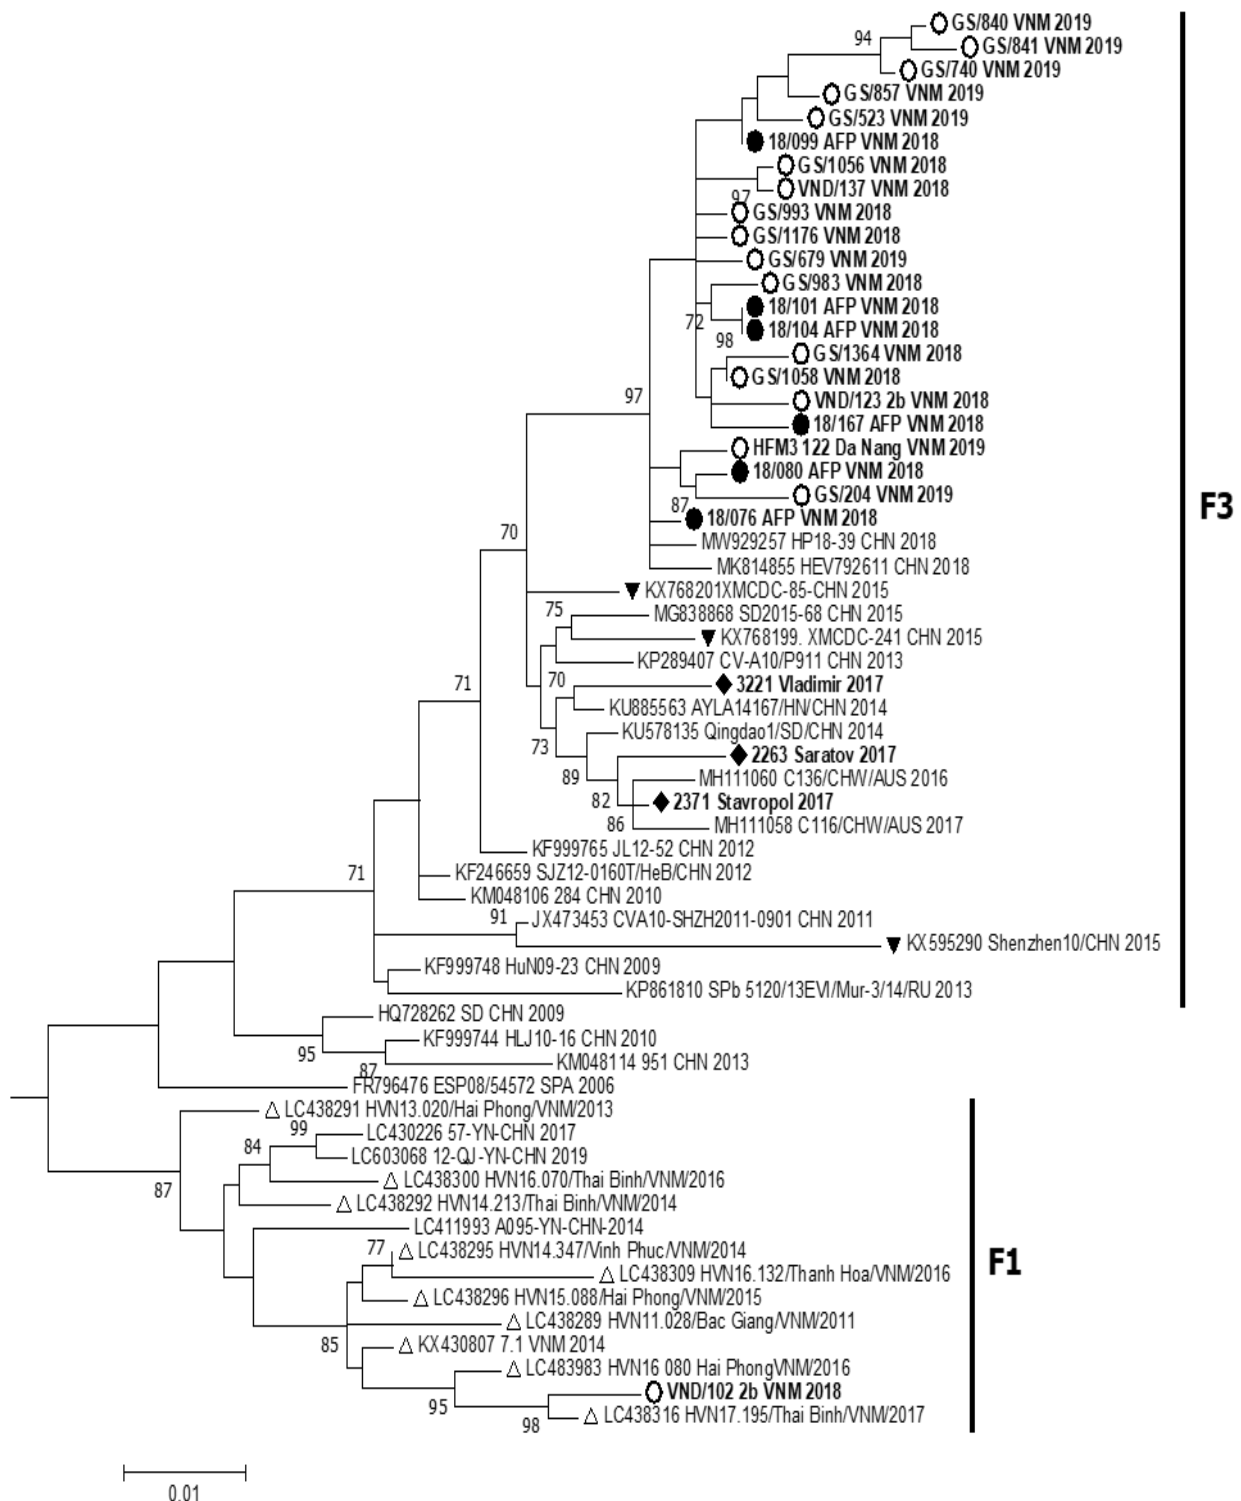 GS/840 VNM 2019
94
GS/841 VNM 2019
GS/740 VNM 2019
GS/857 VNM 2019
GS/523 VNM 2019
18/099 AFP VNM 2018
GS/1056 VNM 2018
VND/137 VNM 2018
97
GS/993 VNM 2018
GS/1176 VNM 2018
GS/679 VNM 2019
GS/983 VNM 2018
18/101 AFP VNM 2018
72
18/104 AFP VNM 2018
98
GS/1364 VNM 2018
GS/1058 VNM 2018
97
VND/123 2b VNM 2018
18/167 AFP VNM 2018
HFM3 122 Da Nang VNM 2019
18/080 AFP VNM 2018
GS/204 VNM 2019
87
F3
18/076 AFP VNM 2018
70
MW929257 HP18-39 CHN 2018
MK814855 HEV792611 CHN 2018
KX768201XMCDC-85-CHN 2015
75
MG838868 SD2015-68 CHN 2015
KX768199. XMCDC-241 CHN 2015
KP289407 CV-A10/P911 CHN 2013
71
70
3221 Vladimir 2017
KU885563 AYLA14167/HN/CHN 2014
KU578135 Qingdao1/SD/CHN 2014
73
2263 Saratov 2017
89
MH111060 C136/CHW/AUS 2016
82
2371 Stavropol 2017
86
MH111058 C116/CHW/AUS 2017
KF999765 JL12-52 CHN 2012
71
KF246659 SJZ12-0160T/HeB/CHN 2012
KM048106 284 CHN 2010
91
JX473453 CVA10-SHZH2011-0901 CHN 2011
KX595290 Shenzhen10/CHN 2015
KF999748 HuN09-23 CHN 2009
KP861810 SPb 5120/13EVI/Mur-3/14/RU 2013
HQ728262 SD CHN 2009
KF999744 HLJ10-16 CHN 2010
95
KM048114 951 CHN 2013
87
FR796476 ESP08/54572 SPA 2006
LC438291 HVN13.020/Hai Phong/VNM/2013
99
LC430226 57-YN-CHN 2017
84
LC603068 12-QJ-YN-CHN 2019
LC438300 HVN16.070/Thai Binh/VNM/2016
87
LC438292 HVN14.213/Thai Binh/VNM/2014
LC411993 A095-YN-CHN-2014
77
LC438295 HVN14.347/Vinh Phuc/VNM/2014
F1
LC438309 HVN16.132/Thanh Hoa/VNM/2016
LC438296 HVN15.088/Hai Phong/VNM/2015
LC438289 HVN11.028/Bac Giang/VNM/2011
85
KX430807 7.1 VNM 2014
LC483983 HVN16 080 Hai PhongVNM/2016
VND/102 2b VNM 2018
95
LC438316 HVN17.195/Thai Binh/VNM/2017
98
0.01